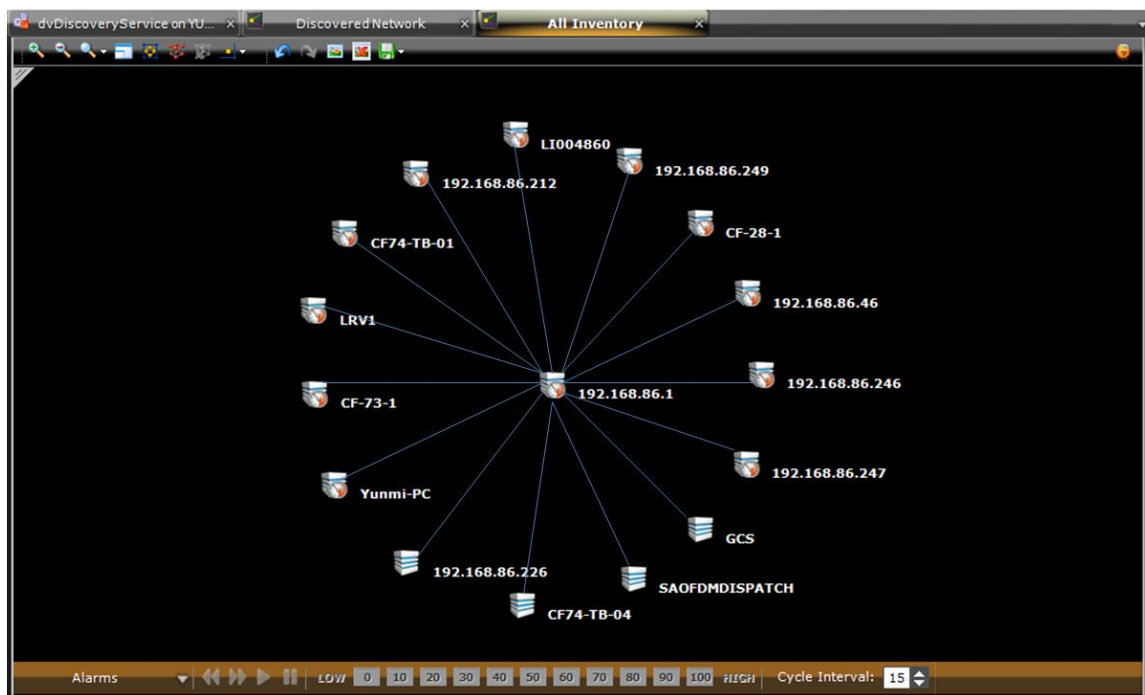 dvDiscoveryService on YU...
Discovered Network
All Inventory
LI004860
192.168.86.249
192.168.86.212
CF-28-1
CF74-TB-01
192.168.86.46
LRV1
192.168.86.246
192.168.86.1
CF-73-1
192.168.86.247
Yunmi-PC
GCS
192.168.86.226
SAOFDMDISPATCH
CF74-TB-04
Alarms LOW 0 10 20 30 40 50 60 70 80 90 100 HIGH Cycle Interval: 15